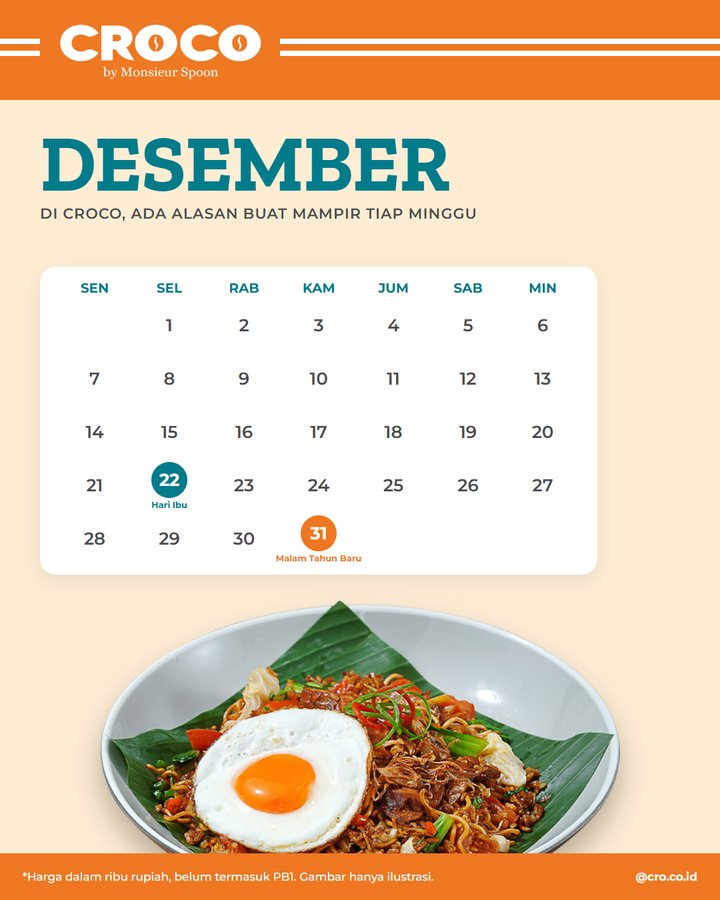 CROCO
by Monsieur Spoon
DESEMBER
DI CROCO, ADA ALASAN BUAT MAMPIR TIAP MINGGU
SEN SEL RAB KAM JUM SAB MIN
1 2 3 4 5 6
7 8 9 10 11 12 13
14 15 16 17 18 19 20
21 22 23 24 25 26 27
Hari Ibu
28 29 30 31
Malam Tahun Baru
*Harga dalam ribu rupiah, belum termasuk PB1. Gambar hanya ilustrasi.
@cro.co.id